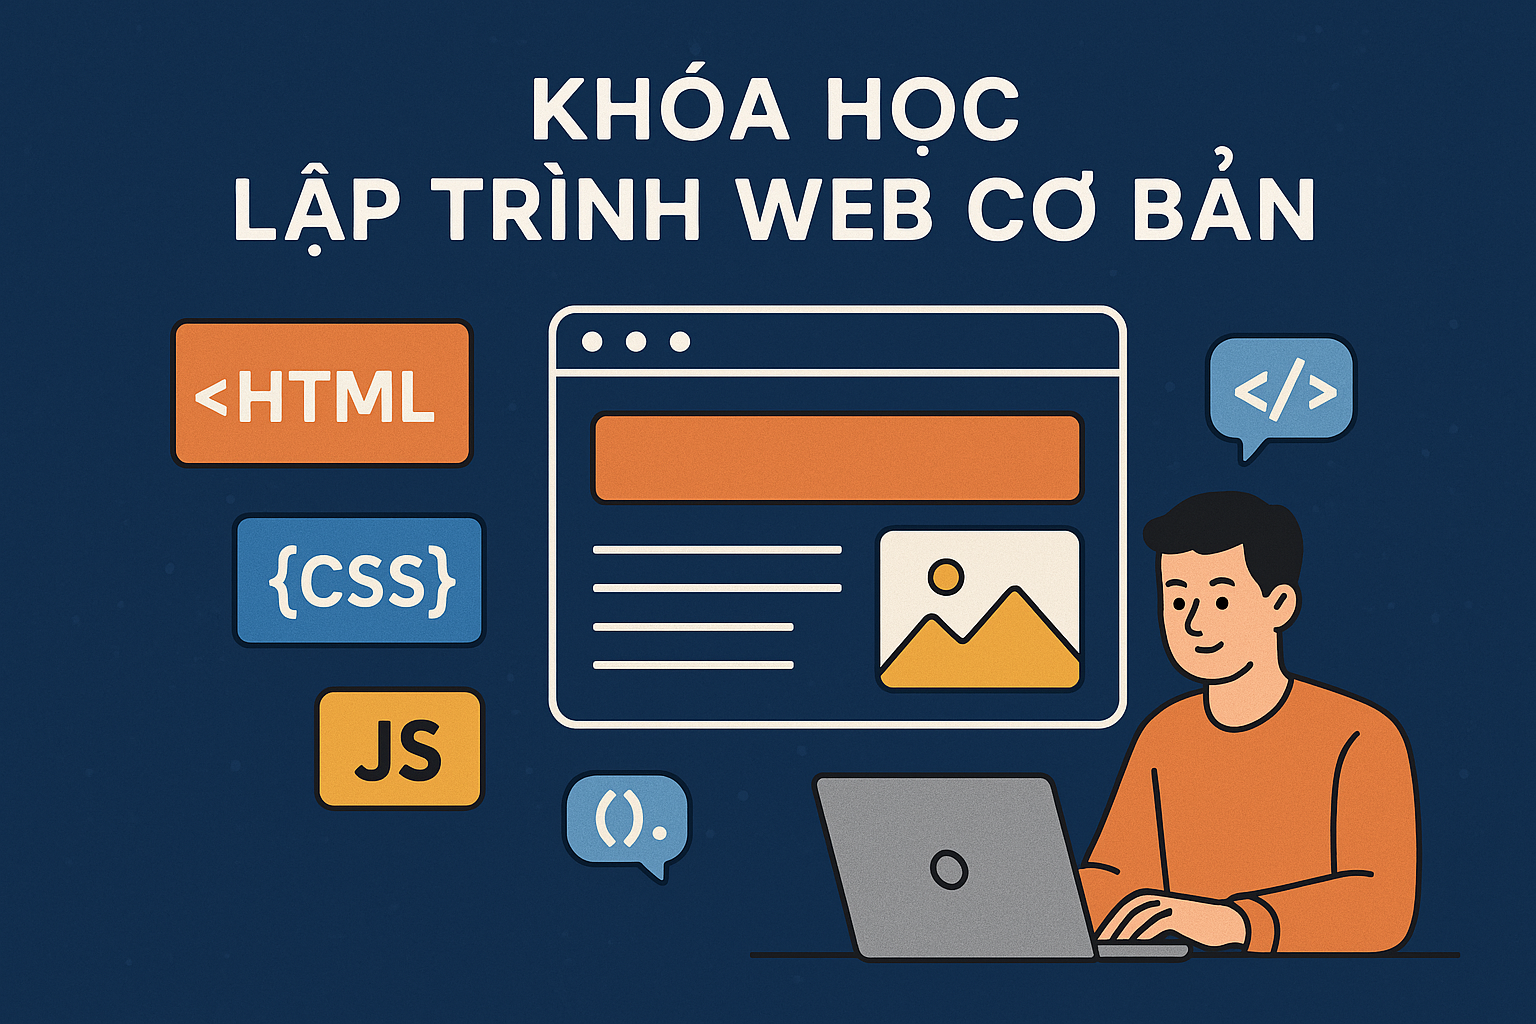 KHÓA HỌC
LẬP TRÌNH WEB CƠ BẢN
<HTML
</>
{CSS}
JS
().